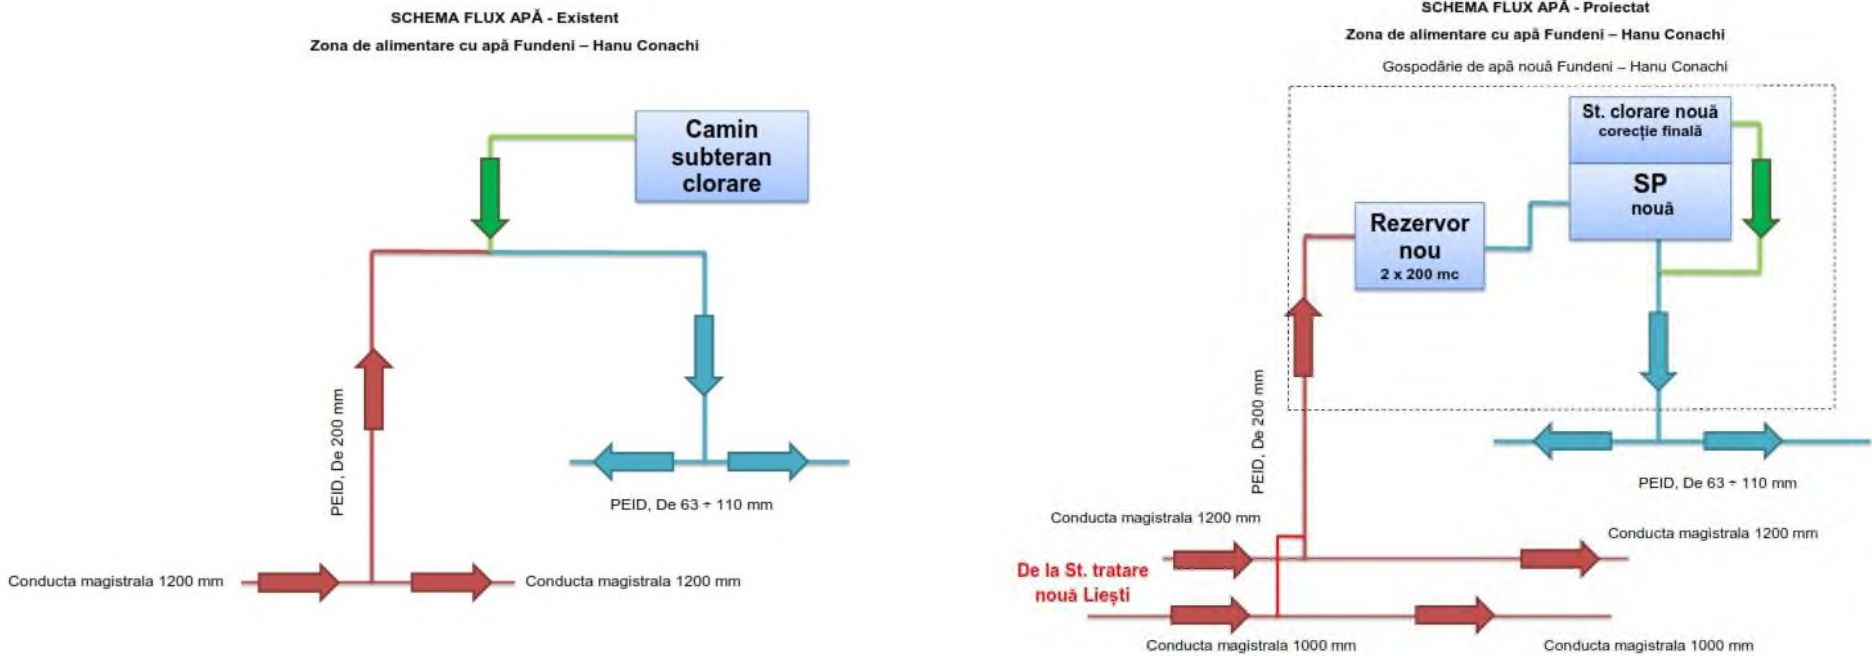 SCHEMA FLUX APĂ - Existent
Zona de alimentare cu apă Fundeni – Hanu Conachi
Camin
subteran
clorare
PEID, De 200 mm
PEID, De 63 ÷ 110 mm
Conducta magistrala 1200 mm
Conducta magistrala 1200 mm
SCHEMA FLUX APĂ - Proiectat
Zona de alimentare cu apă Fundeni – Hanu Conachi
Gospodărie de apă nouă Fundeni – Hanu Conachi
St. clorare nouă
corecție finală
SP
nouă
Rezervor
nou
2 x 200 mc
PEID, De 200 mm
PEID, De 63 ÷ 110 mm
Conducta magistrala 1200 mm
Conducta magistrala 1200 mm
De la St. tratare
nouă Liești
Conducta magistrala 1000 mm
Conducta magistrala 1000 mm